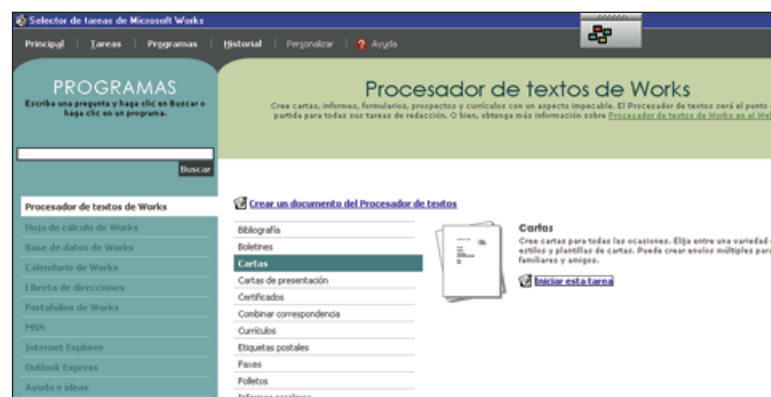 Selector de tareas de Microsoft Works
Principal Tareas Programas Historial Personalizar Ayuda
PROGRAMAS
Escriba una pregunta y haga clic en Buscar o
haga clic en un programa.
Buscar
Procesador de textos de Works
Cree cartas, informes, formularios, prospectos y currículos con un aspecto impecable. El Procesador de textos será el punto
partida para todas sus tareas de redacción. O bien, obtenga más información sobre Procesador de textos de Works en el
Procesador de textos de Works
Hoja de cálculo de Works
Base de datos de Works
Calendario de Works
Libreta de direcciones
Portafolios de Works
MSN
Internet Explorer
Outlook Express
Ayuda e ideas
Crear un documento del Procesador de textos
Bibliografía
Boletines
Cartas
Cartas de presentación
Certificados
Combinar correspondencia
Currículos
Etiquetas postales
Faxes
Folletos
Informes escolares
Cartas
Cree cartas para todas las ocasiones. Elija entre una variedad
estilos y plantillas de cartas. Puede crear envíos múltiples para
familiares y amigos.
Iniciar esta tarea